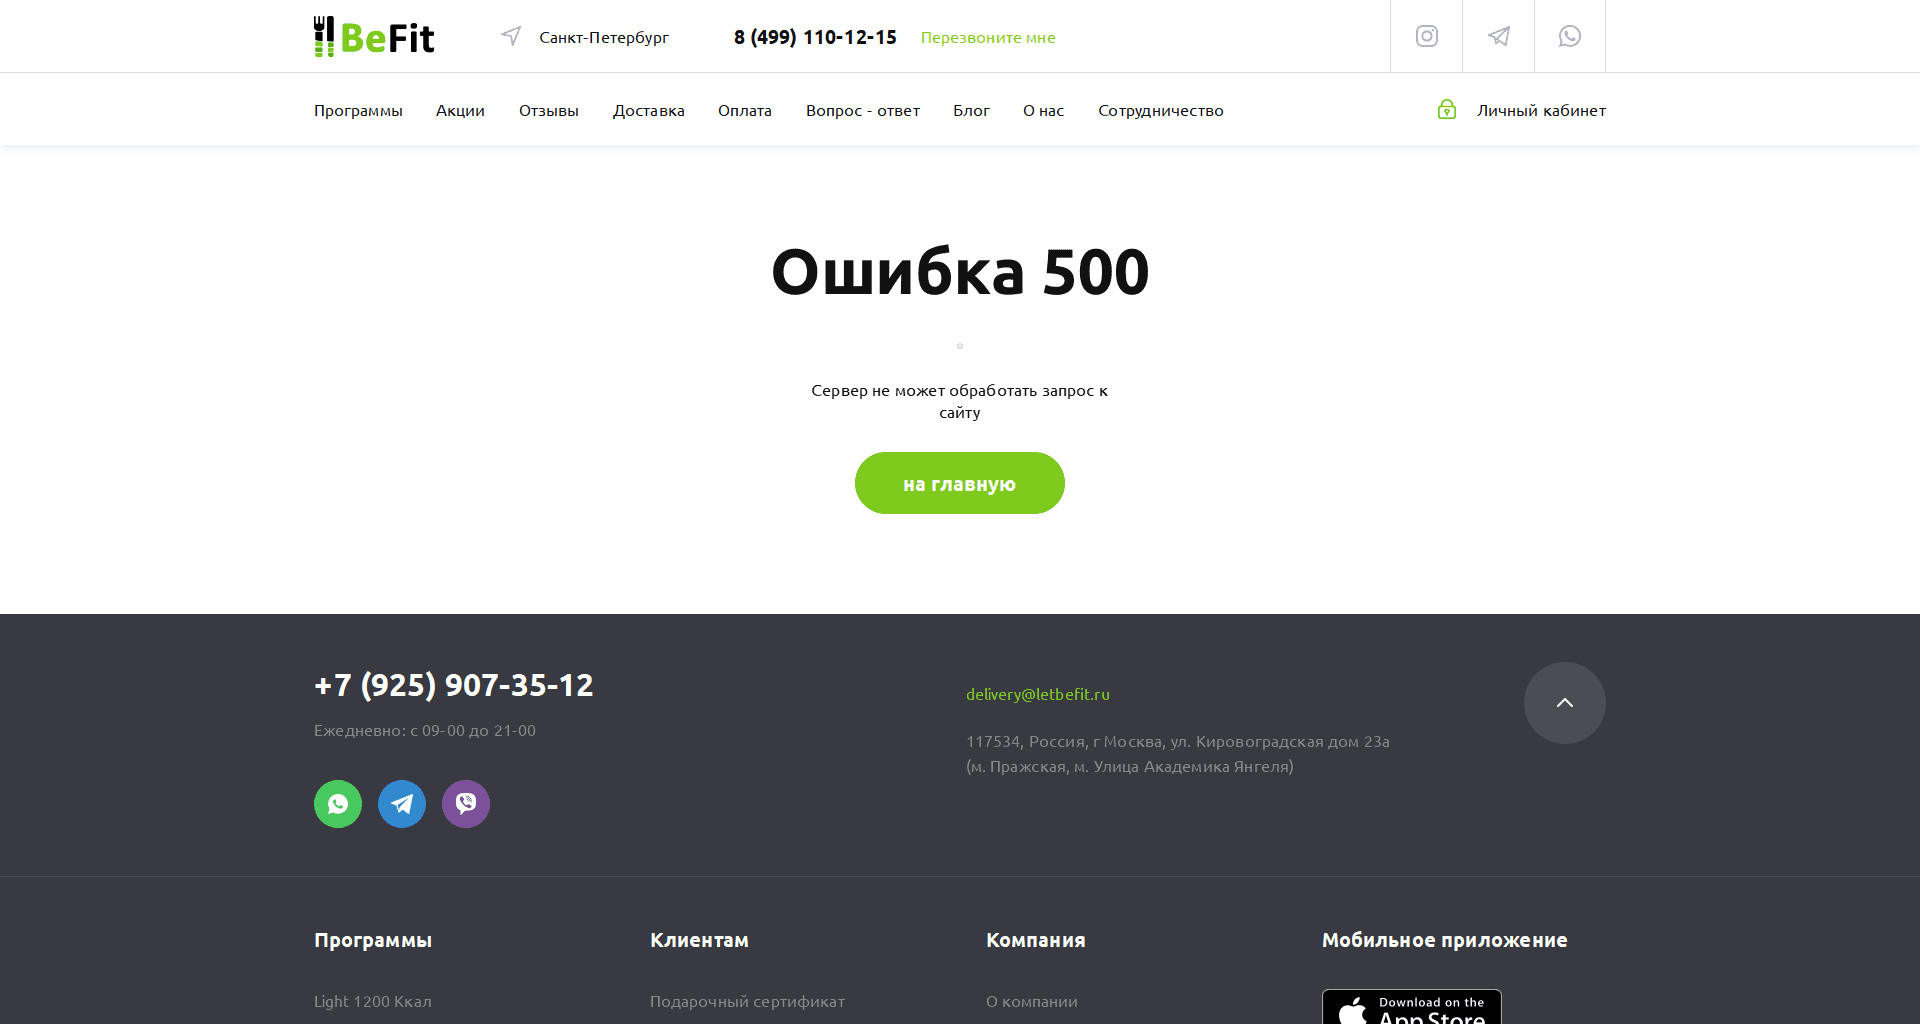 BeFit
Санкт-Петербург
8 (499) 110-12-15
Перезвоните мне
Программы
Акции
Отзывы
Доставка
Оплата
Вопрос - ответ
Блог
О нас
Сотрудничество
Личный кабинет
Ошибка 500
Сервер не может обработать запрос к
сайту
на главную
+7 (925) 907-35-12
Ежедневно: с 09-00 до 21-00
delivery@letbefit.ru
117534, Россия, г Москва, ул. Кировоградская дом 23а
(м. Пражская, м. Улица Академика Янгеля)
Программы
Клиентам
Компания
Мобильное приложение
Light 1200 Ккал
Подарочный сертификат
О компании
Download on the
App Store